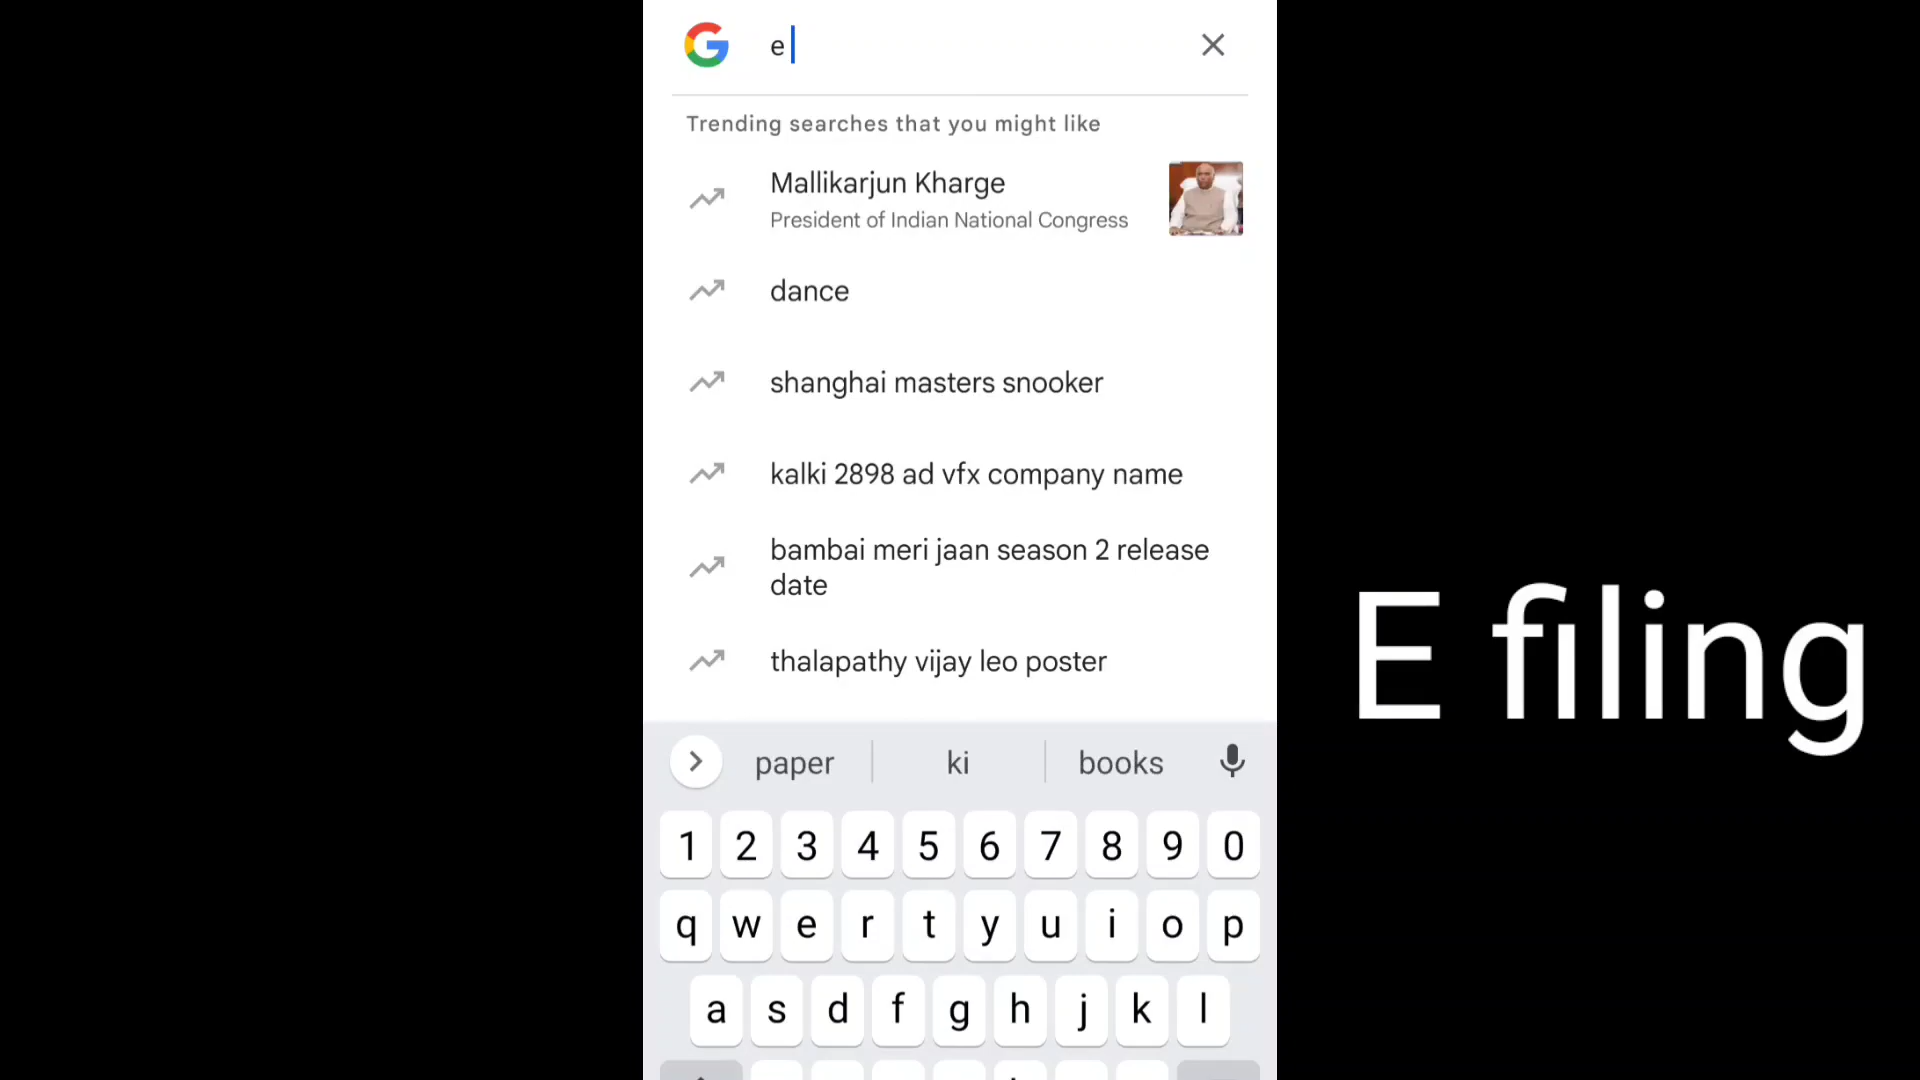 e
Trending searches that you might like
Mallikarjun Kharge
President of Indian National Congress
dance
shanghai masters snooker
kalki 2898 ad vfx company name
bambai meri jaan season 2 release
date
thalapathy vijay leo poster
E filing
paper ki books
1 2 3 4 5 6 7 8 9 0
q w e r t y u i o p
a s d f g h j k l